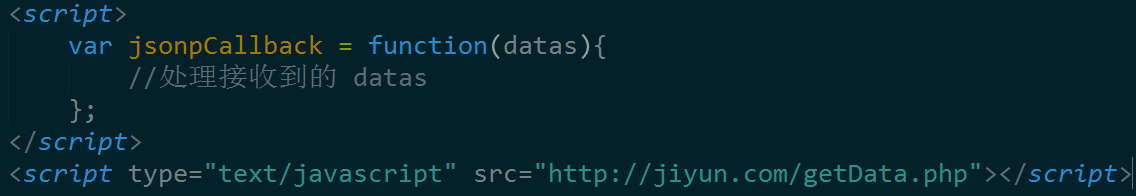 <script>
var jsonpCallback = function(datas){
//处理接收到的 datas
};
</script>
<script type="text/javascript" src="http://jiyun.com/getData.php"></script>